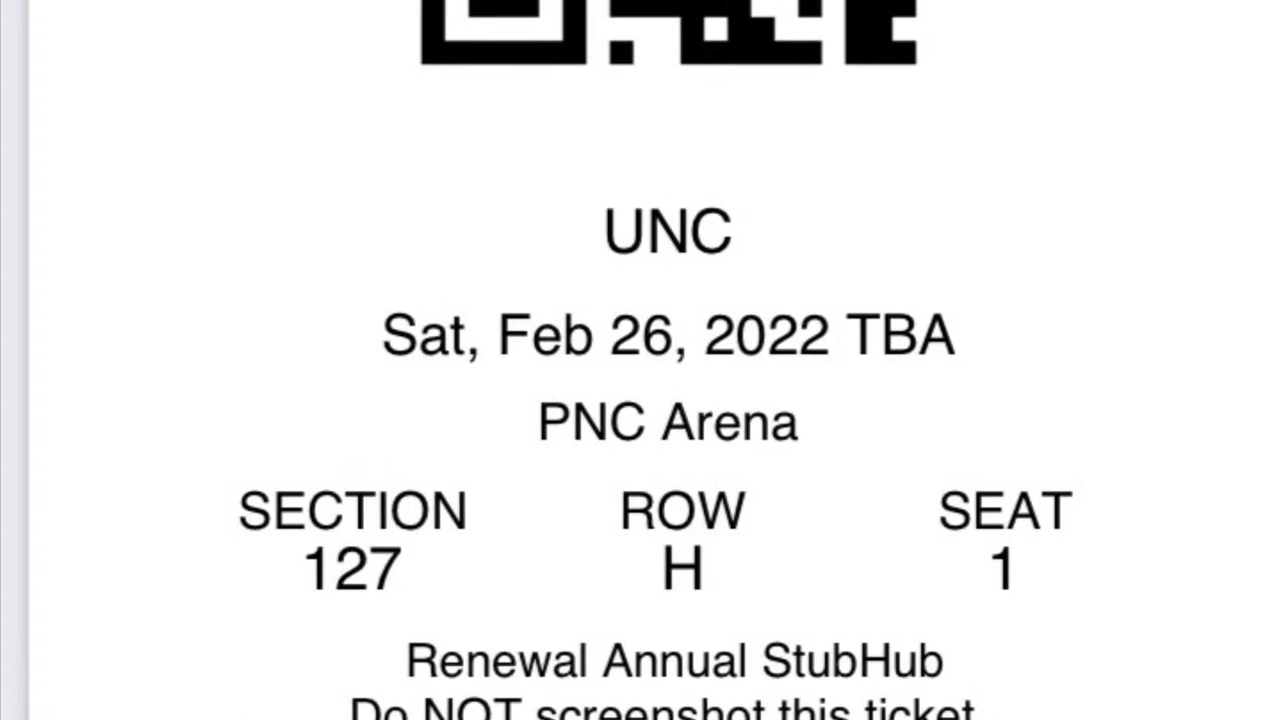 UNC
Sat, Feb 26, 2022 TBA
PNC Arena
SECTION ROW SEAT
127 H 1
Renewal Annual StubHub
Do NOT screenshot this ticket